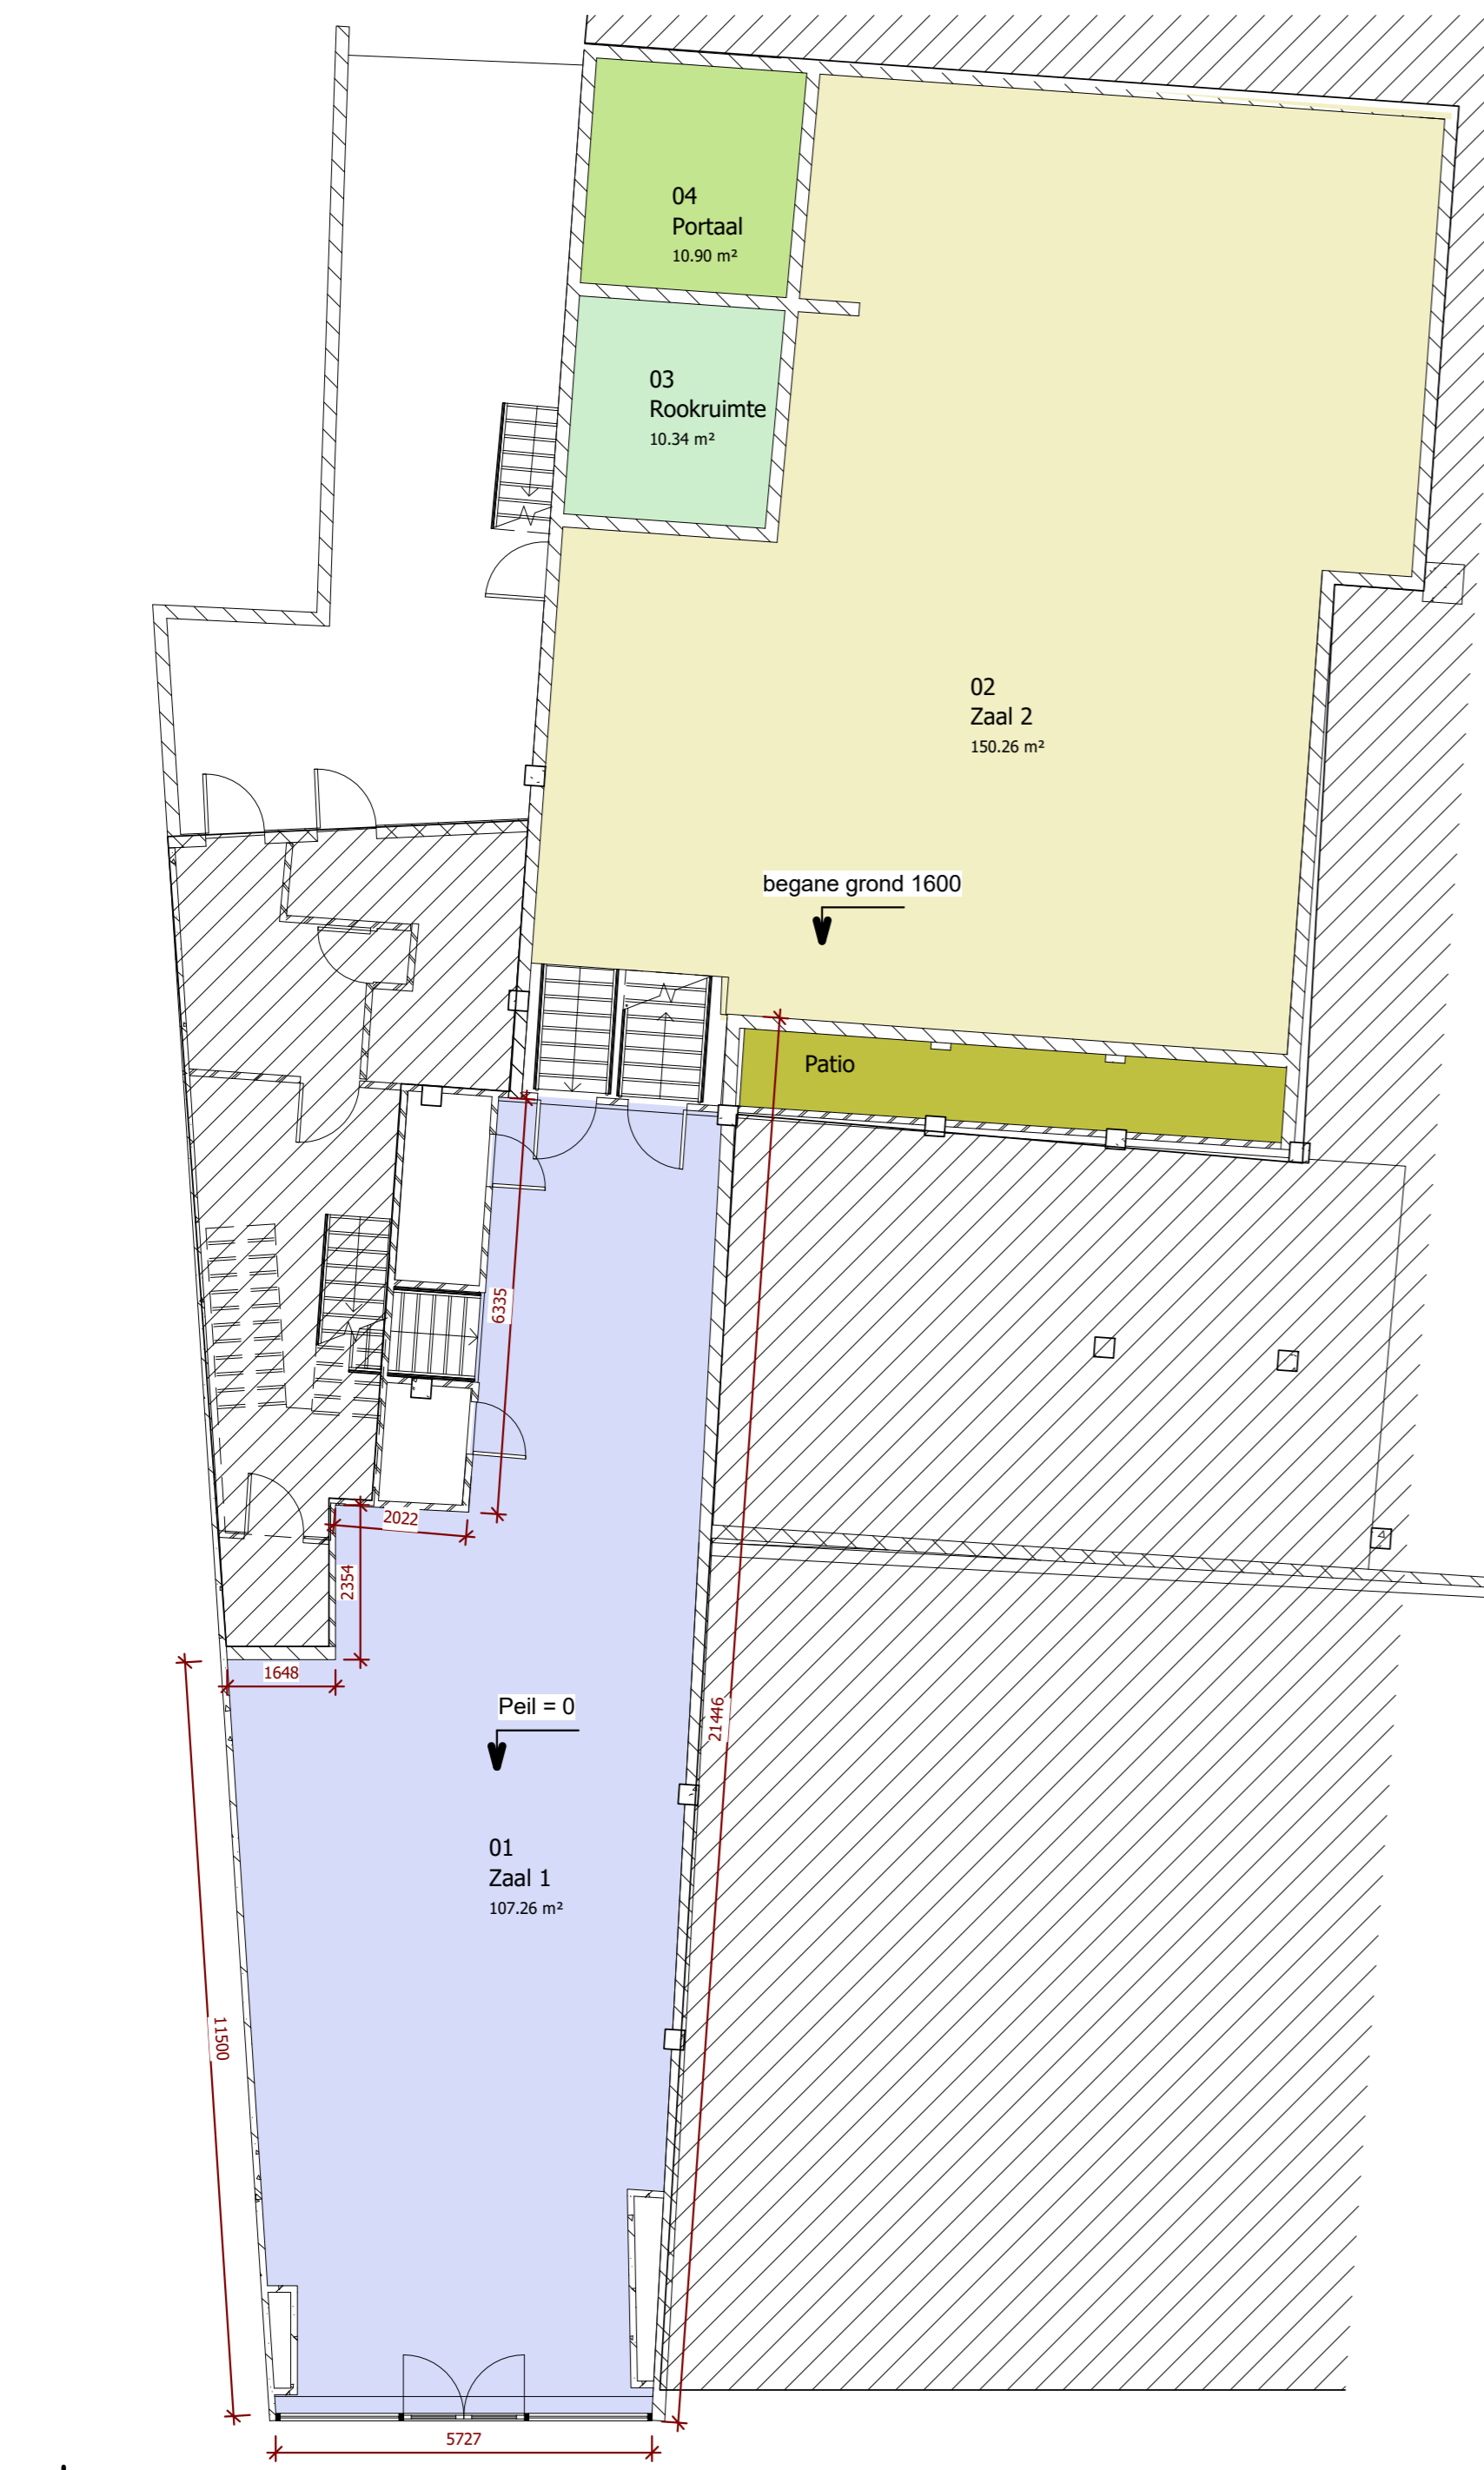 04
Portaal
10.90 m²
03
Rookruimte
10.34 m²
02
Zaal 2
150.26 m²
begane grond 1600
Patio
6335
2022
2354
1648
Peil = 0
21446
01
Zaal 1
107.26 m²
11500
5727